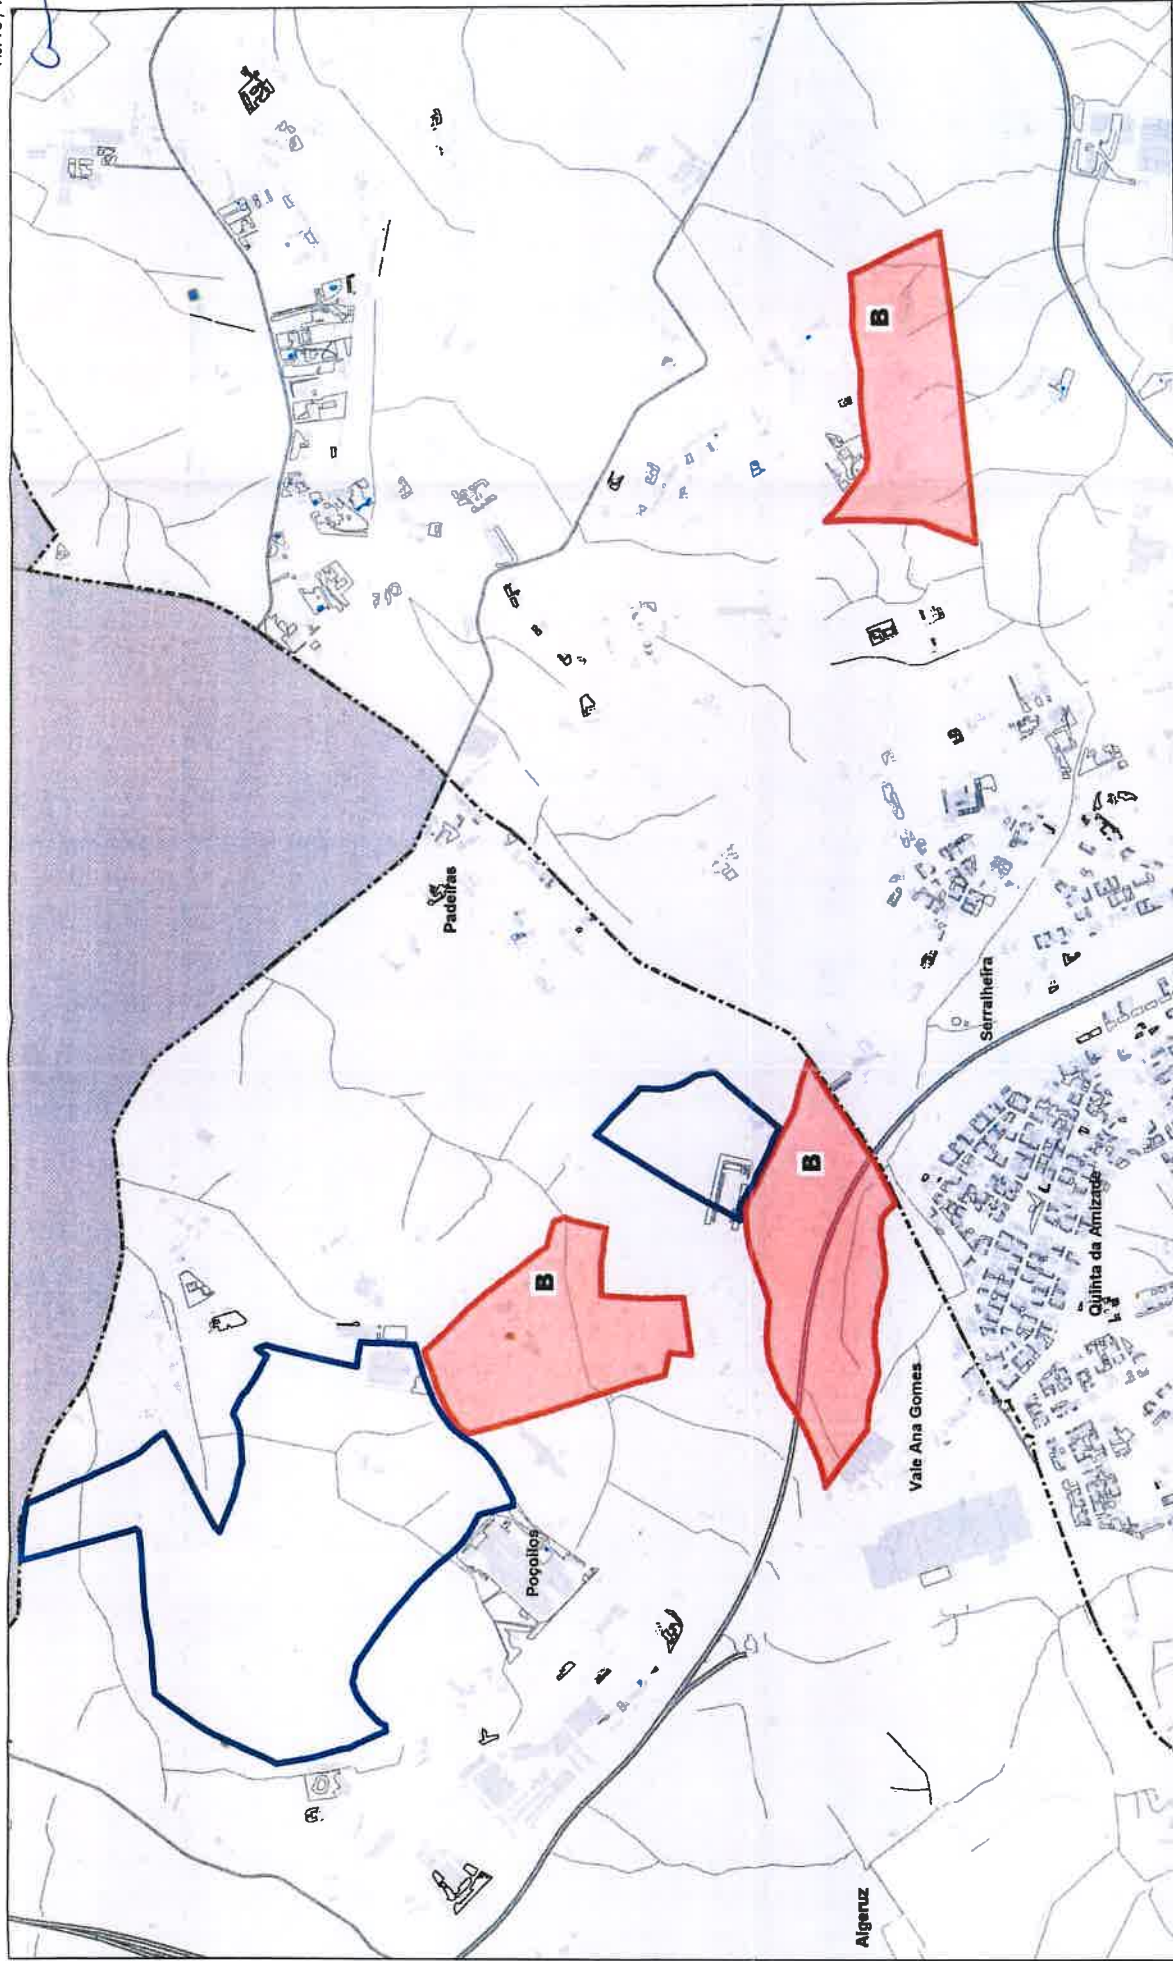 B
Padeiras
Serralheira
B
B
Quinta da Amizade
Vale Ana Gomes
Poçoilos
Algeruz